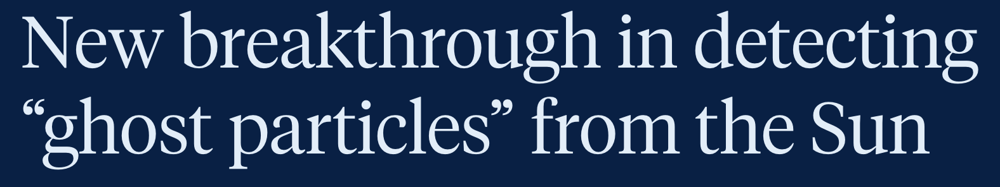 New breakthrough in detecting
“ghost particles” from the Sun